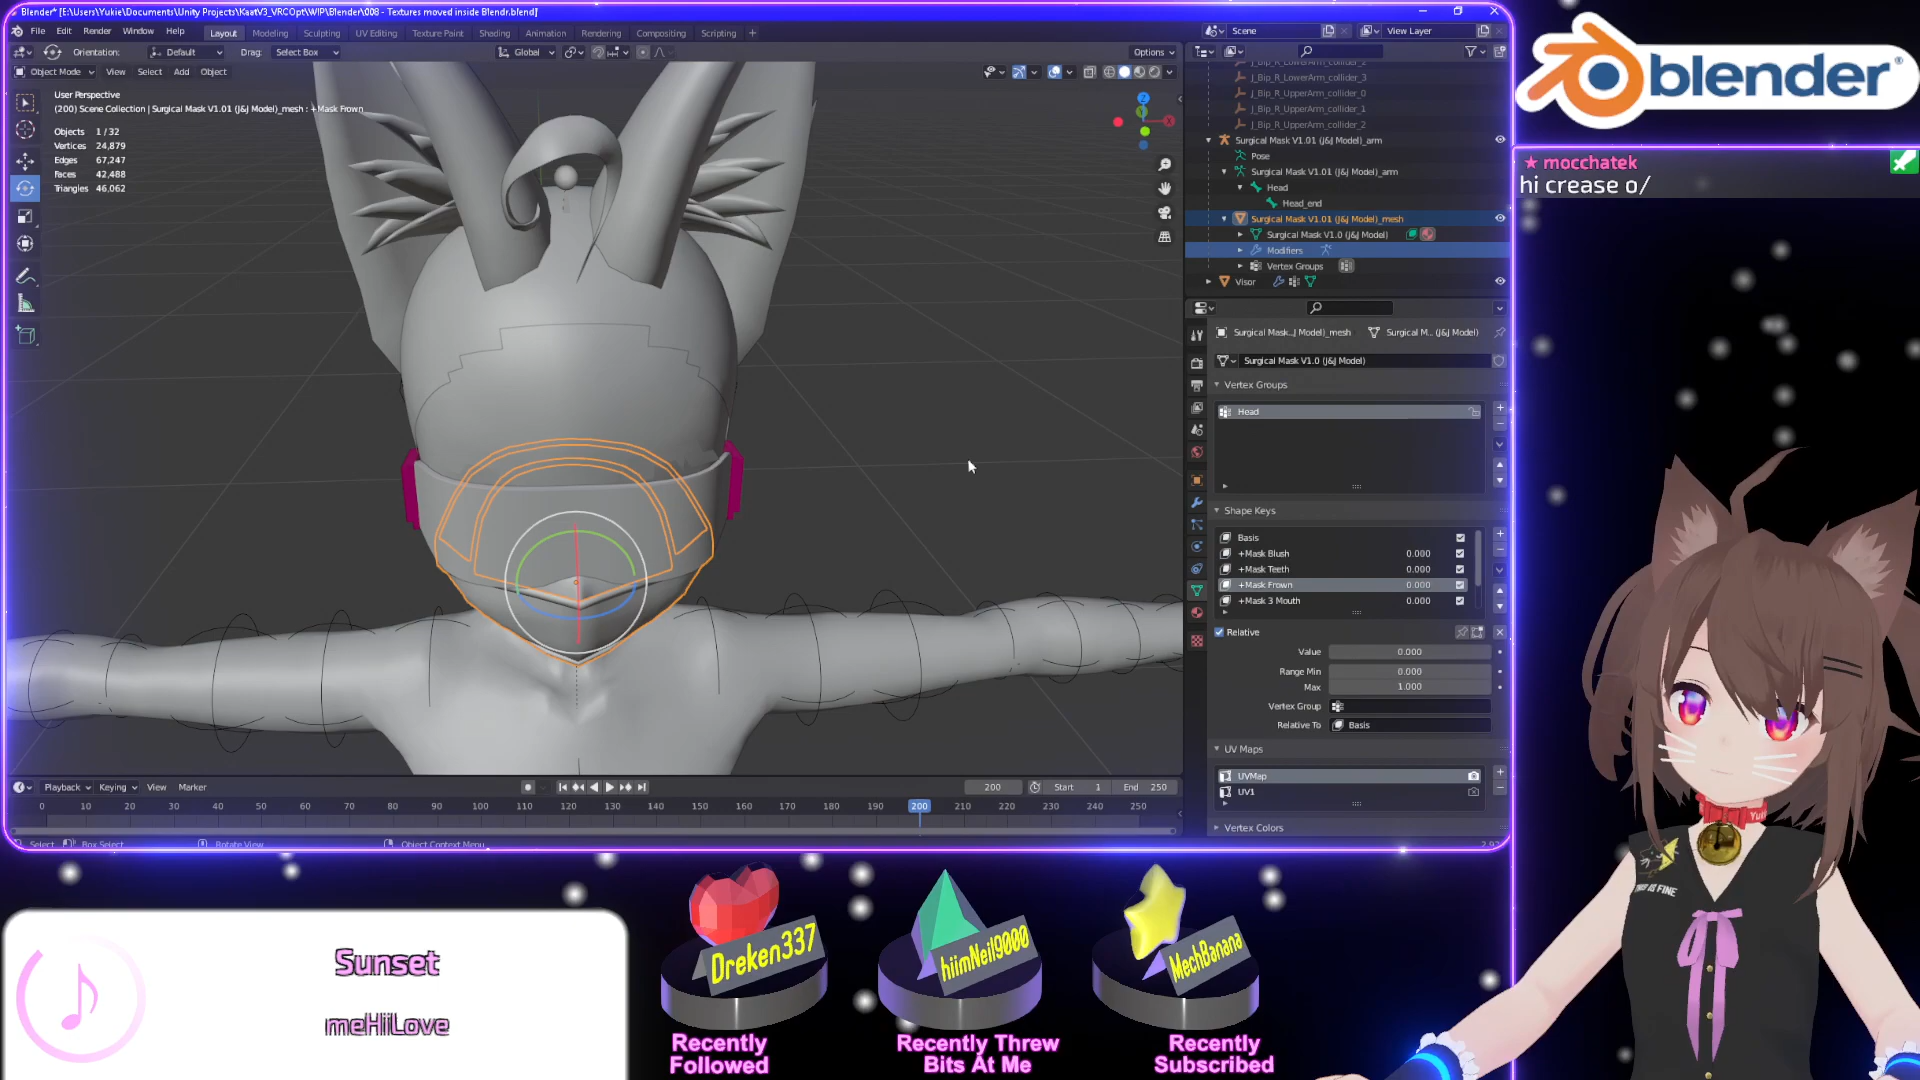 Blender* [E:\Users\Yukie\Documents\Unity Projects\KaatV3_VRCOpt\WIP\Blender\008 - Textures moved inside Blendr.blend]
File Edit Render Window Help Layout Modeling Sculpting UV Editing Texture Paint Shading Animation Rendering Compositing Scripting + Scene View Layer
Orientation: Default Drag: Select Box Global Options
Object Mode View Select Add Object
User Perspective
(200) Scene Collection | Surgical Mask V1.01 (J&J Model)_mesh : +Mask Frown
Objects 1 / 32
Vertices 24,879
Edges 67,247
Faces 42,488
Triangles 46,062
Z
J_Bip_R_LowerArm_collider_2
J_Bip_R_LowerArm_collider_3
J_Bip_R_UpperArm_collider_0
J_Bip_R_UpperArm_collider_1
J_Bip_R_UpperArm_collider_2
Surgical Mask V1.01 (J&J Model)_arm
Pose
Surgical Mask V1.01 (J&J Model)_arm
Head
Head_end
Surgical Mask V1.01 (J&J Model)_mesh
Surgical Mask V1.0 (J&J Model)
Modifiers
Vertex Groups
Visor
Surgical Mask...J Model)_mesh Surgical M... (J&J Model)
Surgical Mask V1.0 (J&J Model)
Vertex Groups
Head
Shape Keys
Basis
+Mask Blush 0.000
+Mask Teeth 0.000
+Mask Frown 0.000
+Mask 3 Mouth 0.000
Relative
Value 0.000
Range Min 0.000
Max 1.000
Vertex Group
Relative To Basis
UV Maps
UVMap
UV1
Vertex Colors
Playback Keying View Marker 200 Start 1 End 250
0 10 20 30 40 50 60 70 80 90 100 110 120 130 140 150 160 170 180 190 200 210 220 230 240 250
Select Box Select Rotate View Object Context Menu
blender
mocchatek
hi crease o/
Sunset
meHiiLove
Dreken337
Recently
Followed
hiimNeil9000
Recently Threw
Bits At Me
MechBanana
Recently
Subscribed